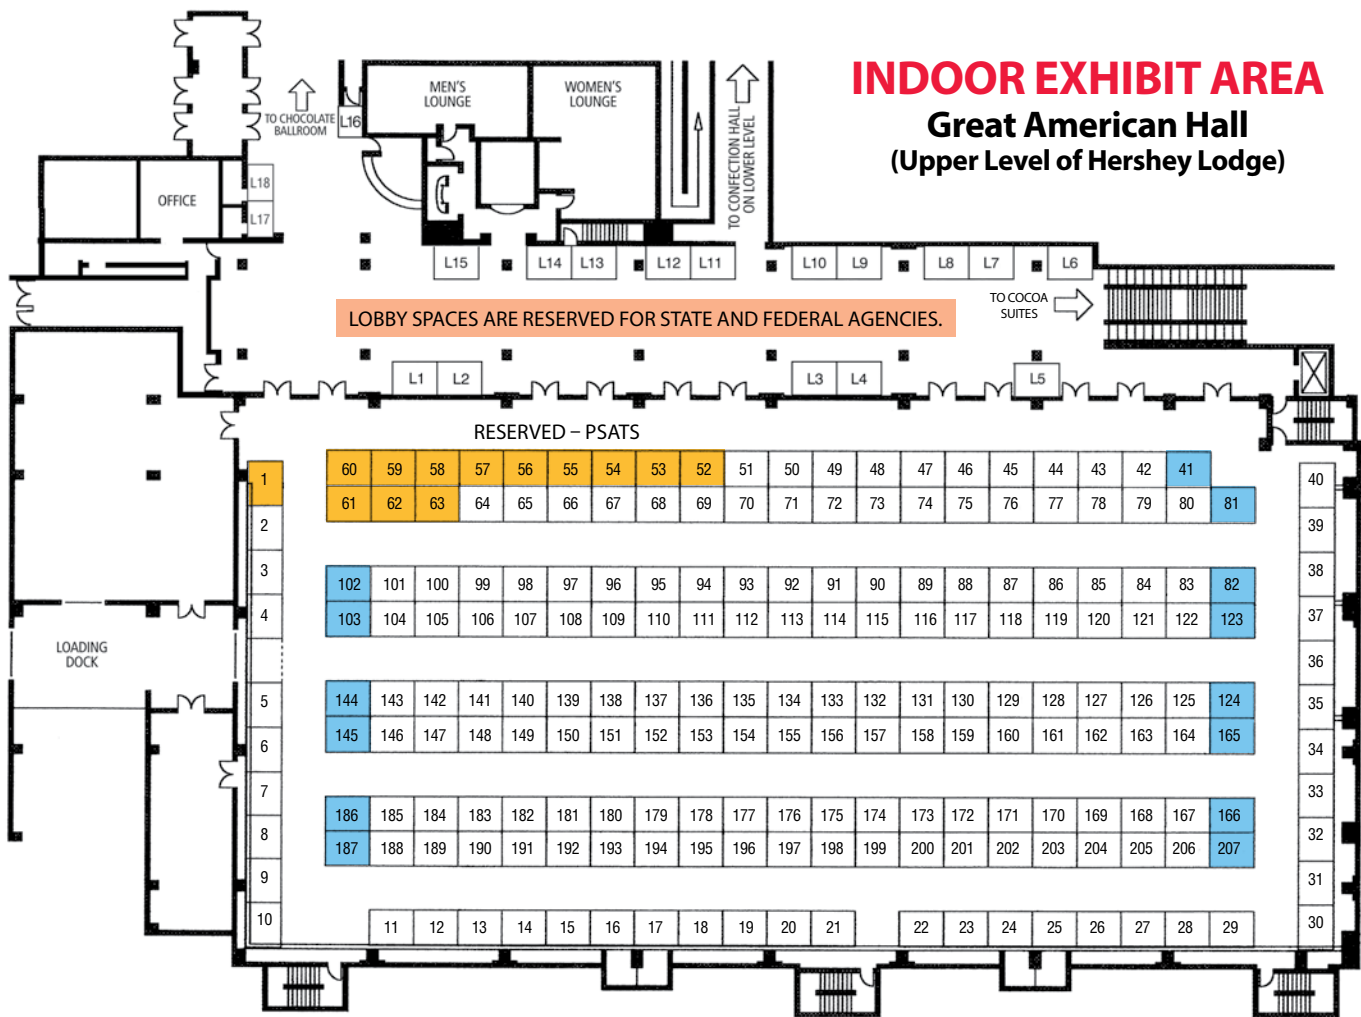 INDOOR EXHIBIT AREA
Great American Hall
(Upper Level of Hershey Lodge)
MEN'S
LOUNGE
WOMEN'S
LOUNGE
TO CHOCOLATE
BALLROOM
L16
TO CONFECTION HALL
ON LOWER LEVEL
L18
OFFICE
L17
L15 L14 L13 L12 L11 L10 L9 L8 L7 L6
TO COCOA
SUITES
LOBBY SPACES ARE RESERVED FOR STATE AND FEDERAL AGENCIES.
L1 L2 L3 L4 L5
RESERVED – PSATS
60 59 58 57 56 55 54 53 52 51 50 49 48 47 46 45 44 43 42 41
61 62 63 64 65 66 67 68 69 70 71 72 73 74 75 76 77 78 79 80 81
102 101 100 99 98 97 96 95 94 93 92 91 90 89 88 87 86 85 84 83 82
103 104 105 106 107 108 109 110 111 112 113 114 115 116 117 118 119 120 121 122 123
144 143 142 141 140 139 138 137 136 135 134 133 132 131 130 129 128 127 126 125 124
145 146 147 148 149 150 151 152 153 154 155 156 157 158 159 160 161 162 163 164 165
186 185 184 183 182 181 180 179 178 177 176 175 174 173 172 171 170 169 168 167 166
187 188 189 190 191 192 193 194 195 196 197 198 199 200 201 202 203 204 205 206 207
11 12 13 14 15 16 17 18 19 20 21 22 23 24 25 26 27 28 29
1
2
3
4
5
6
7
8
9
10
40
39
38
37
36
35
34
33
32
31
30
LOADING
DOCK